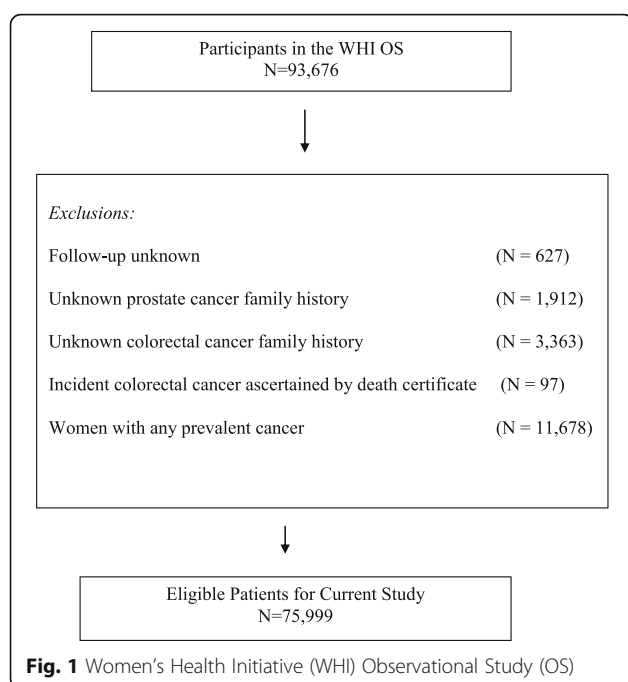 Participants in the WHI OS
N=93,676
Exclusions:
Follow-up unknown (N = 627)
Unknown prostate cancer family history (N = 1,912)
Unknown colorectal cancer family history (N = 3,363)
Incident colorectal cancer ascertained by death certificate (N = 97)
Women with any prevalent cancer (N = 11,678)
Eligible Patients for Current Study
N=75,999
Fig. 1 Women's Health Initiative (WHI) Observational Study (OS)